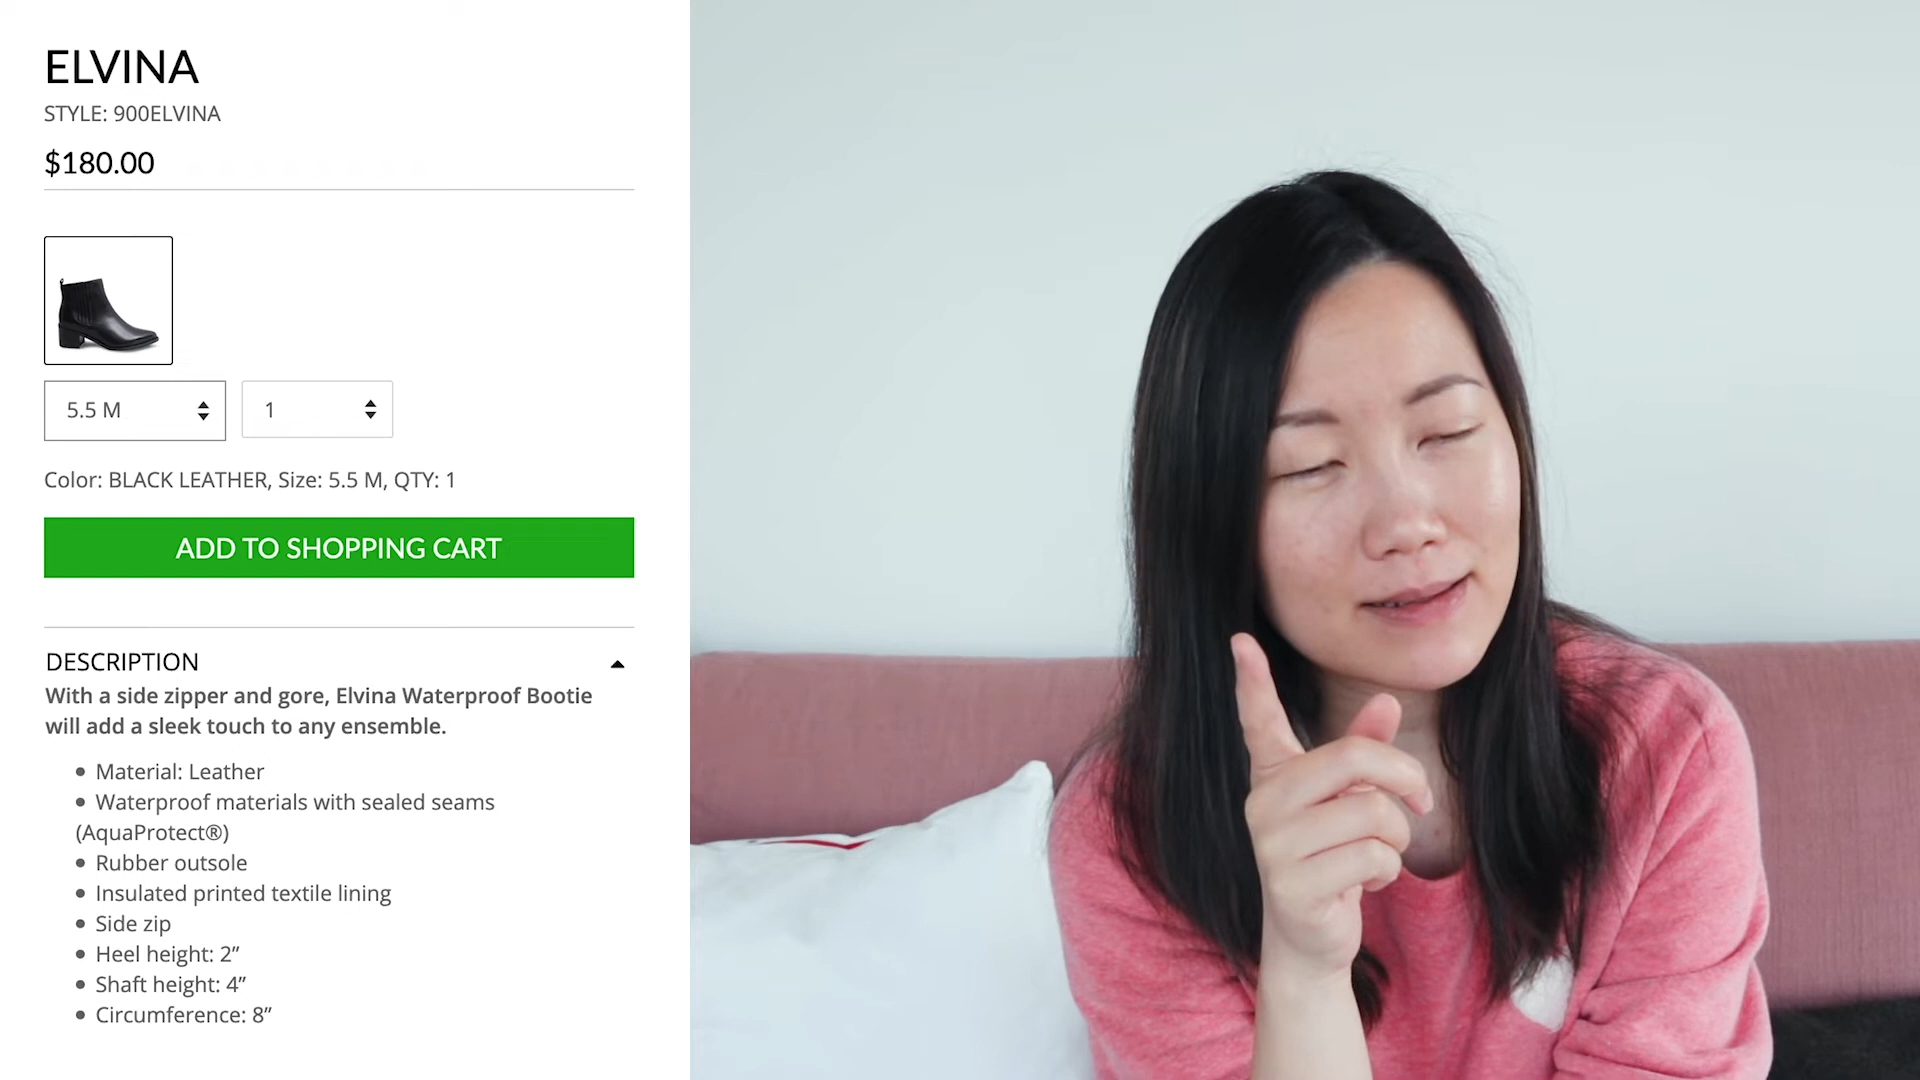 ELVINA
STYLE: 900ELVINA
$180.00
5.5 M
1
Color: BLACK LEATHER, Size: 5.5 M, QTY: 1
ADD TO SHOPPING CART
DESCRIPTION
With a side zipper and gore, Elvina Waterproof Bootie
will add a sleek touch to any ensemble.
• Material: Leather
• Waterproof materials with sealed seams
(AquaProtect®)
• Rubber outsole
• Insulated printed textile lining
• Side zip
• Heel height: 2”
• Shaft height: 4”
• Circumference: 8”